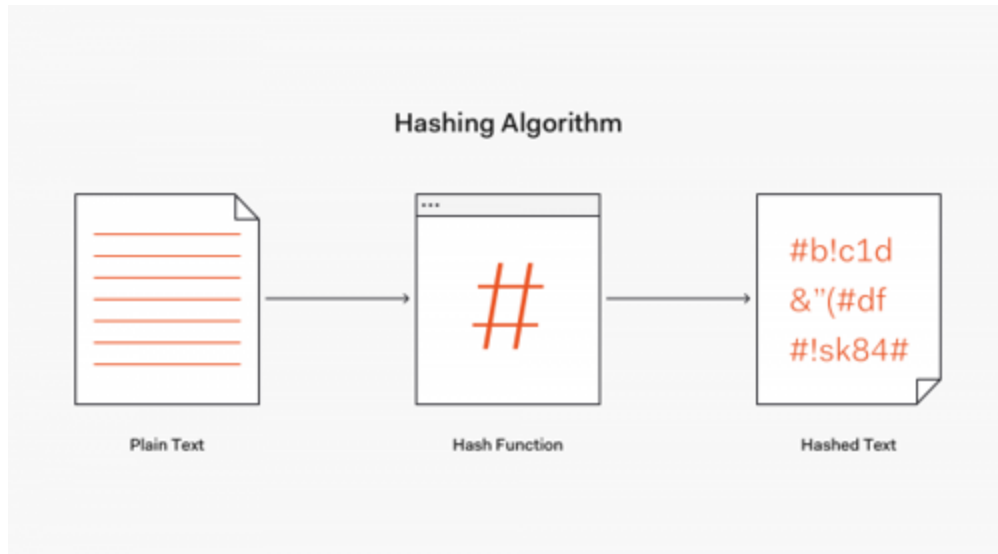 Hashing Algorithm
#
#b!c1d
&”(#df
#!sk84#
Plain Text
Hash Function
Hashed Text